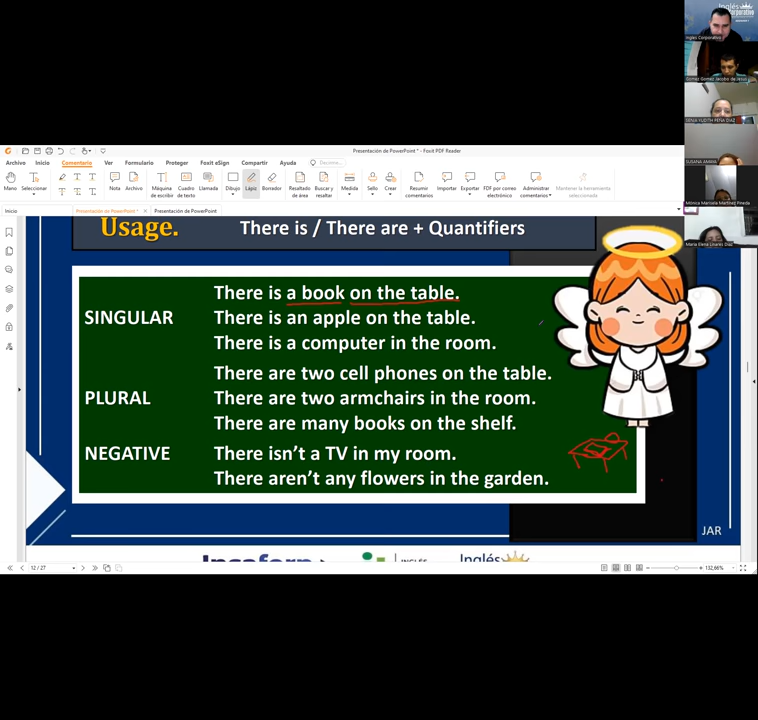 Inglés
Corporativo
Ingles Corporativo
Gomes Gomez Jacobo de Jesus
SENIA YUDITH PEÑA DIAZ
SUSANA AMAYA
Mónica Marisela Martínez Pineda
Maria Elena Linares Diaz
Presentación de PowerPoint * - Foxit PDF Reader
Archivo Inicio Comentario Ver Formulario Proteger Foxit eSign Compartir Ayuda
Mano Seleccionar Nota Archivo Máquina de escribir Cuadro de texto Llamada Dibujo Lápiz Borrador Resaltado de área Buscar y resaltar Medida Sello Crear Resumir comentarios Importar Exportar PDF por correo electrónico Administrar comentarios Mantener la herramienta seleccionada
Inicio Presentación de PowerPoint * Presentación de PowerPoint
Usage. There is / There are + Quantifiers
There is a book on the table.
SINGULAR There is an apple on the table.
There is a computer in the room.
There are two cell phones on the table.
PLURAL There are two armchairs in the room.
There are many books on the shelf.
NEGATIVE There isn't a TV in my room.
There aren't any flowers in the garden.
JAR
INGLÉS Inglés
12 / 27 132,66%